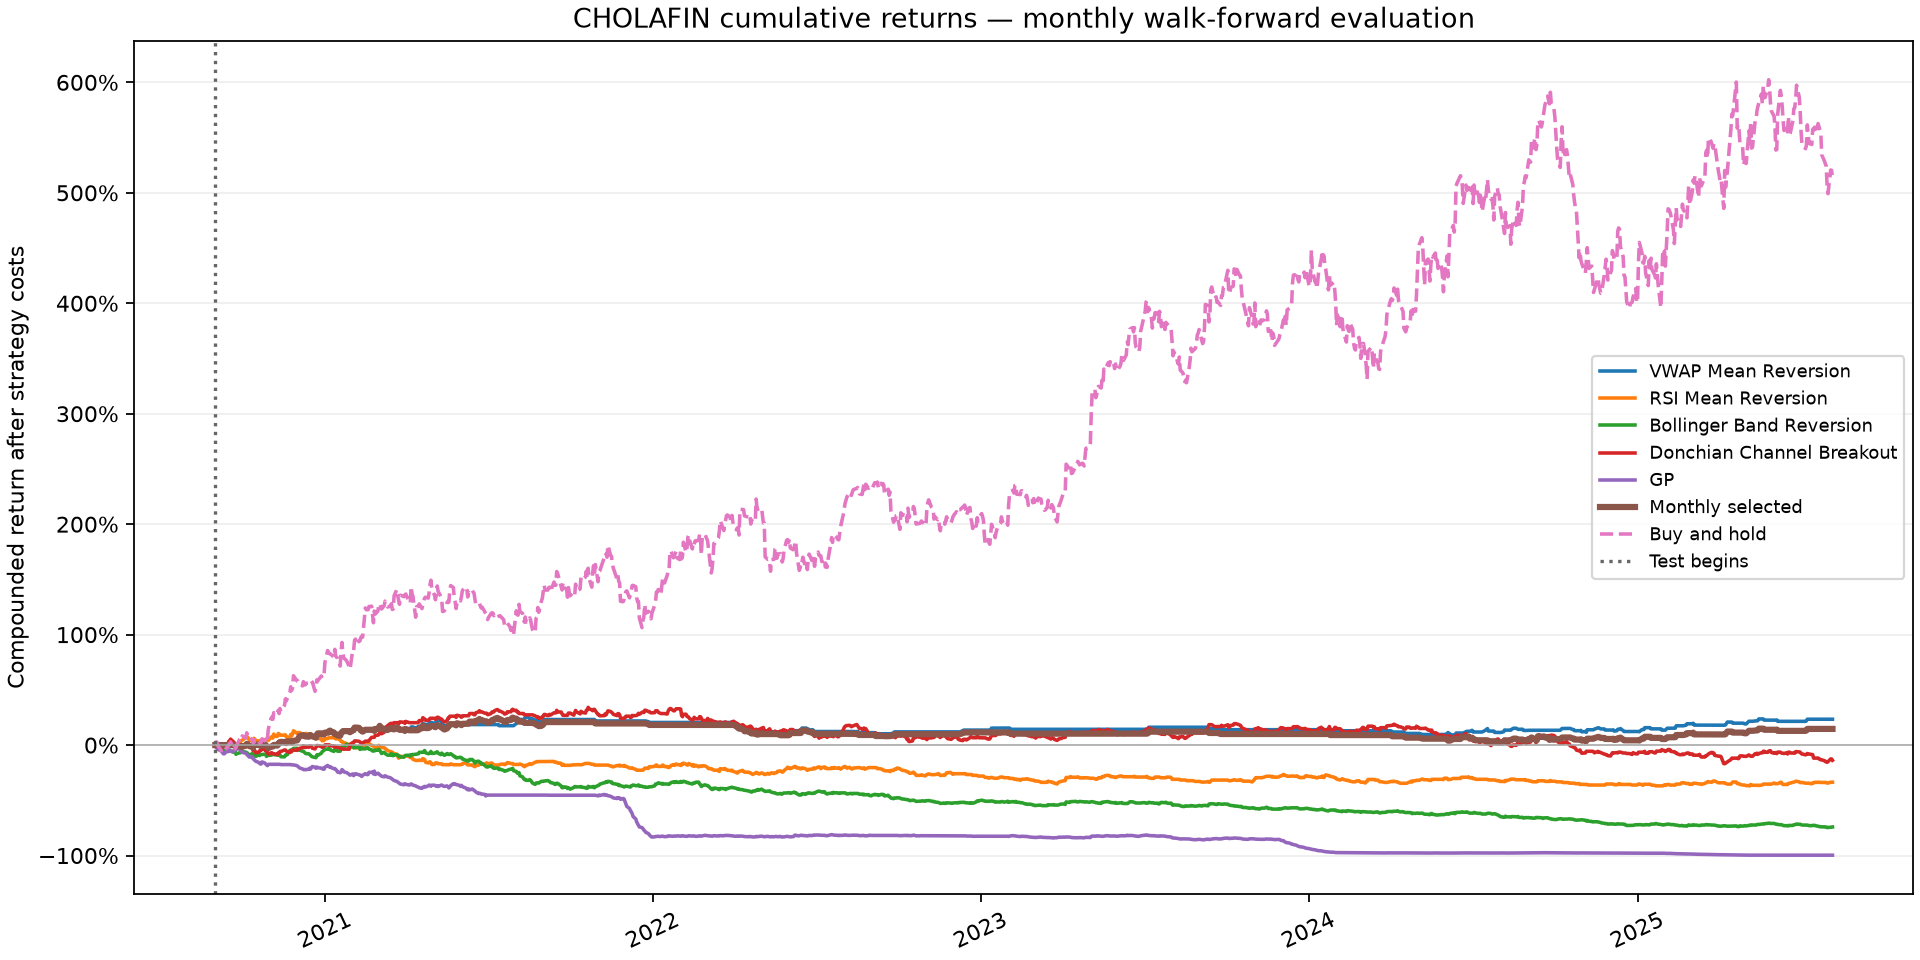 CHOLAFIN cumulative returns — monthly walk-forward evaluation
Compounded return after strategy costs
600%
500%
400%
300%
200%
100%
0%
−100%
VWAP Mean Reversion
RSI Mean Reversion
Bollinger Band Reversion
Donchian Channel Breakout
GP
Monthly selected
Buy and hold
Test begins
2021
2022
2023
2024
2025